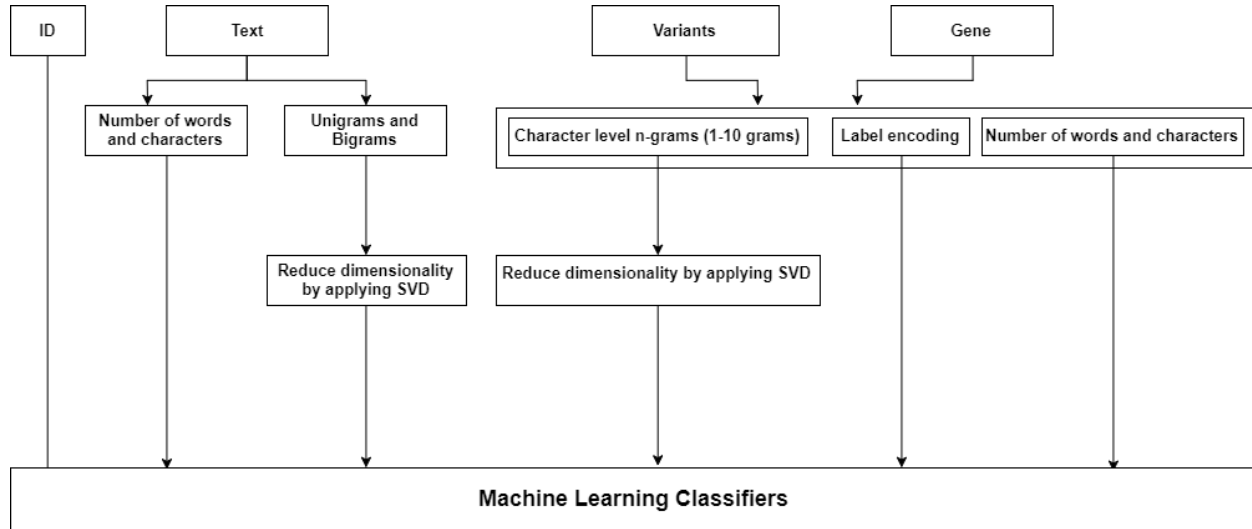 ID
Text
Variants
Gene
Number of words
and characters
Unigrams and
Bigrams
Character level n-grams (1-10 grams)
Label encoding
Number of words and characters
Reduce dimensionality
by applying SVD
Reduce dimensionality by applying SVD
Machine Learning Classifiers